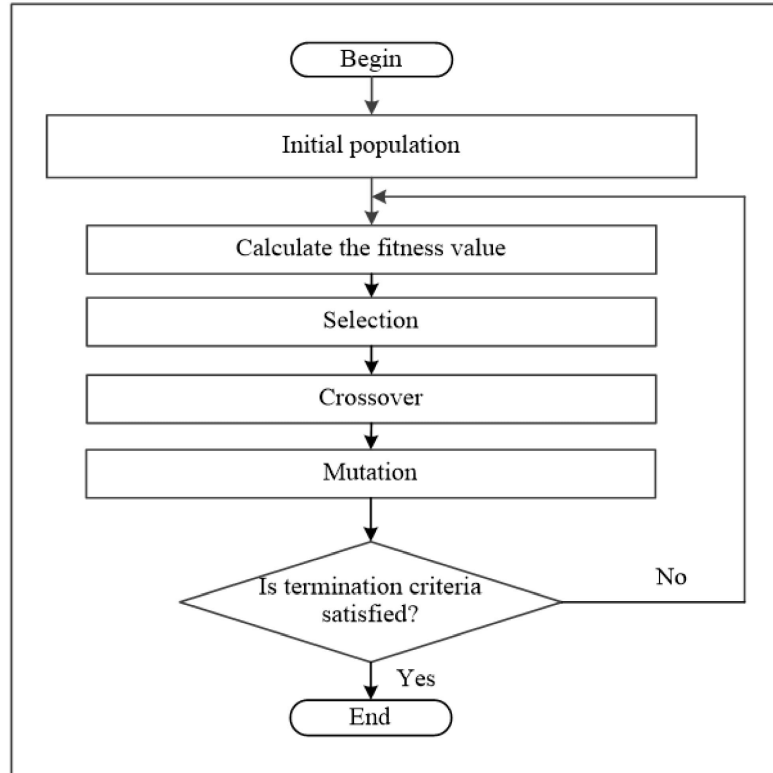 Begin
Initial population
Calculate the fitness value
Selection
Crossover
Mutation
Is termination criteria
satisfied?
No
Yes
End